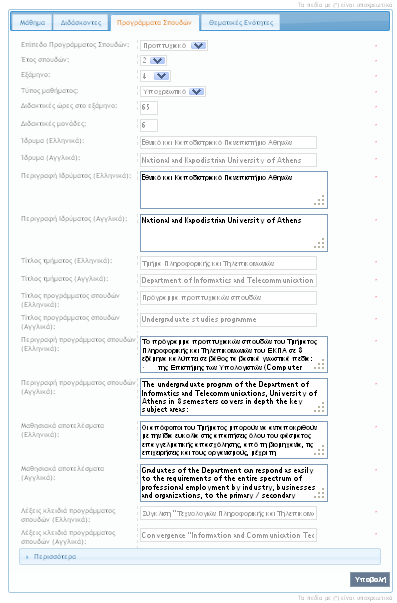 Τα πεδία με (*) είναι υποχρεωτικά
Μάθημα Διδάσκοντες Προγράμματα Σπουδών Θεματικές Ενότητες
Επίπεδο Προγράμματος Σπουδών: Προπτυχιακό
Έτος σπουδών: 2
Εξάμηνο: 4
Τύπος μαθήματος: Υποχρεωτικό
Διδακτικές ώρες στο εξάμηνο: 65
Διδακτικές μονάδες: 6
Ίδρυμα (Ελληνικά): Εθνικό και Καποδιστριακό Πανεπιστήμιο Αθηνών
Ίδρυμα (Αγγλικά): National and Kapodistrian University of Athens
Περιγραφή Ιδρύματος (Ελληνικά): Εθνικό και Καποδιστριακό Πανεπιστήμιο Αθηνών
Περιγραφή Ιδρύματος (Αγγλικά): National and Kapodistrian University of Athens
Τίτλος τμήματος (Ελληνικά): Τμήμα Πληροφορικής και Τηλεπικοινωνιών
Τίτλος τμήματος (Αγγλικά): Department of Informatics and Telecommunication
Τίτλος προγράμματος σπουδών
(Ελληνικά): Πρόγραμμα προπτυχιακών σπουδών
Τίτλος προγράμματος σπουδών
(Αγγλικά): Undergraduate studies programme
Περιγραφή προγράμματος σπουδών
(Ελληνικά):
Το πρόγραμμα προπτυχιακών σπουδών του Τμήματος
Πληροφορικής και Τηλεπικοινωνιών του ΕΚΠΑ σε 8
εξάμηνα καλύπτει σε βάθος τα βασικά γνωστικά πεδία:
- της Επιστήμης των Υπολογιστών (Computer
Περιγραφή προγράμματος σπουδών
(Αγγλικά):
The undergraduate program of the Department of
Informatics and Telecommunications, University of
Athens in 8 semesters covers in depth the key
subject areas:
Μαθησιακά αποτελέσματα
(Ελληνικά):
Οι απόφοιτοι του Τμήματος μπορούν να ανταποκριθούν
με την ίδια ευκολία στις απαιτήσεις όλου του φάσματος
επαγγελματικής απασχόλησης, από τη βιομηχανία, τις
επιχειρήσεις και τους οργανισμούς, μέχρι τη
Μαθησιακά αποτελέσματα
(Αγγλικά):
Graduates of the Department can respond as easily
to the requirements of the entire spectrum of
professional employment by industry, businesses
and organizations, to the primary / secondary
Λέξεις κλειδιά προγράμματος
σπουδών (Ελληνικά): Σύγκλιση "Τεχνολογιών Πληροφορικής και Τηλεπικοινω
Λέξεις κλειδιά προγράμματος
σπουδών (Αγγλικά): Convergence "Information and Communication Tec
Περισσότερα
Υποβολή
Τα πεδία με (*) είναι υποχρεωτικά